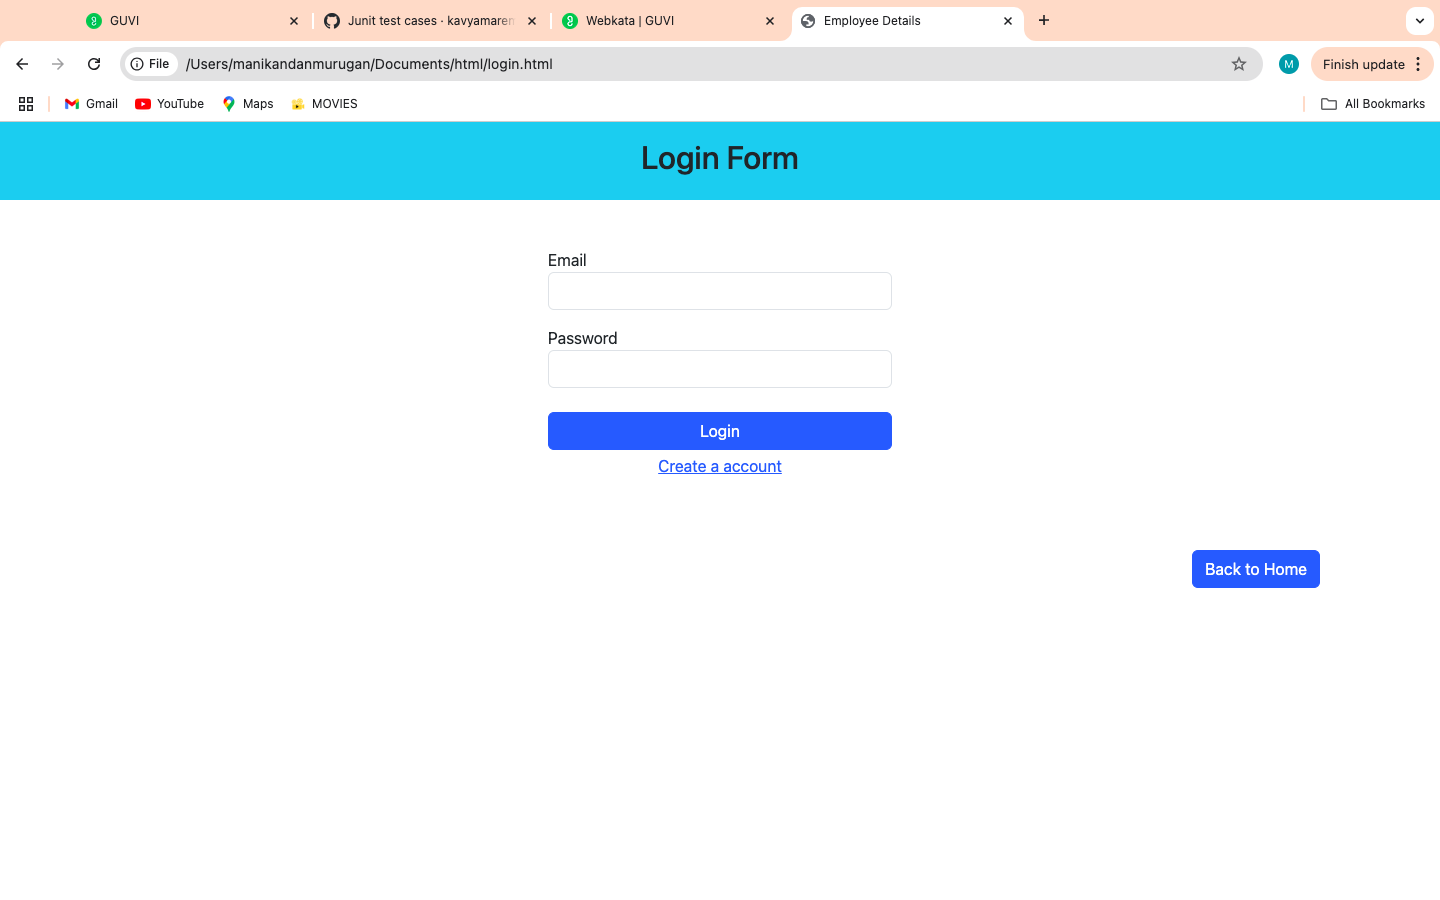 GUVI
Junit test cases · kavyamaren
Webkata | GUVI
Employee Details
File
/Users/manikandanmurugan/Documents/html/login.html
M
Finish update
Gmail
YouTube
Maps
MOVIES
All Bookmarks
Login Form
Email
Password
Login
Create a account
Back to Home